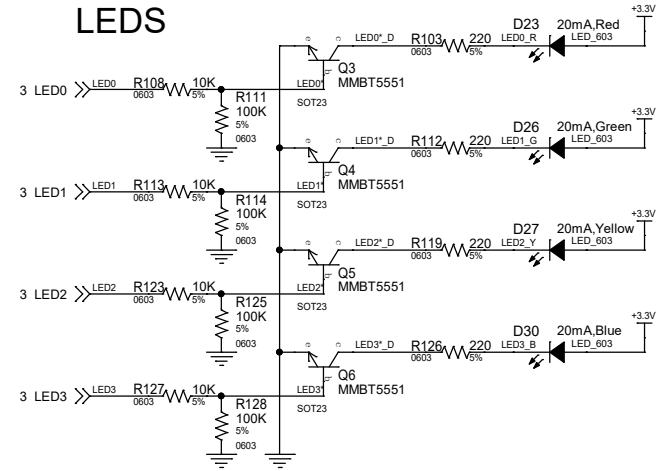 LEDS
D23 20mA,Red +3.3V
LED0*_D R103 220 LED0_R LED_603
0603 5%
e c b
Q3
MMBT5551
3 LED0 LED0 R108 10K LED0*
0603 5% SOT23
R111
100K
5%
0603
D26 20mA,Green +3.3V
LED1*_D R112 220 LED1_G LED_603
0603 5%
e c b
Q4
MMBT5551
3 LED1 LED1 R113 10K LED1*
0603 5% SOT23
R114
100K
5%
0603
D27 20mA,Yellow +3.3V
LED2*_D R119 220 LED2_Y LED_603
0603 5%
e c b
Q5
MMBT5551
3 LED2 LED2 R123 10K LED2*
0603 5% SOT23
R125
100K
5%
0603
D30 20mA,Blue +3.3V
LED3*_D R126 220 LED3_B LED_603
0603 5%
e c b
Q6
MMBT5551
3 LED3 LED3 R127 10K LED3*
0603 5% SOT23
R128
100K
5%
0603